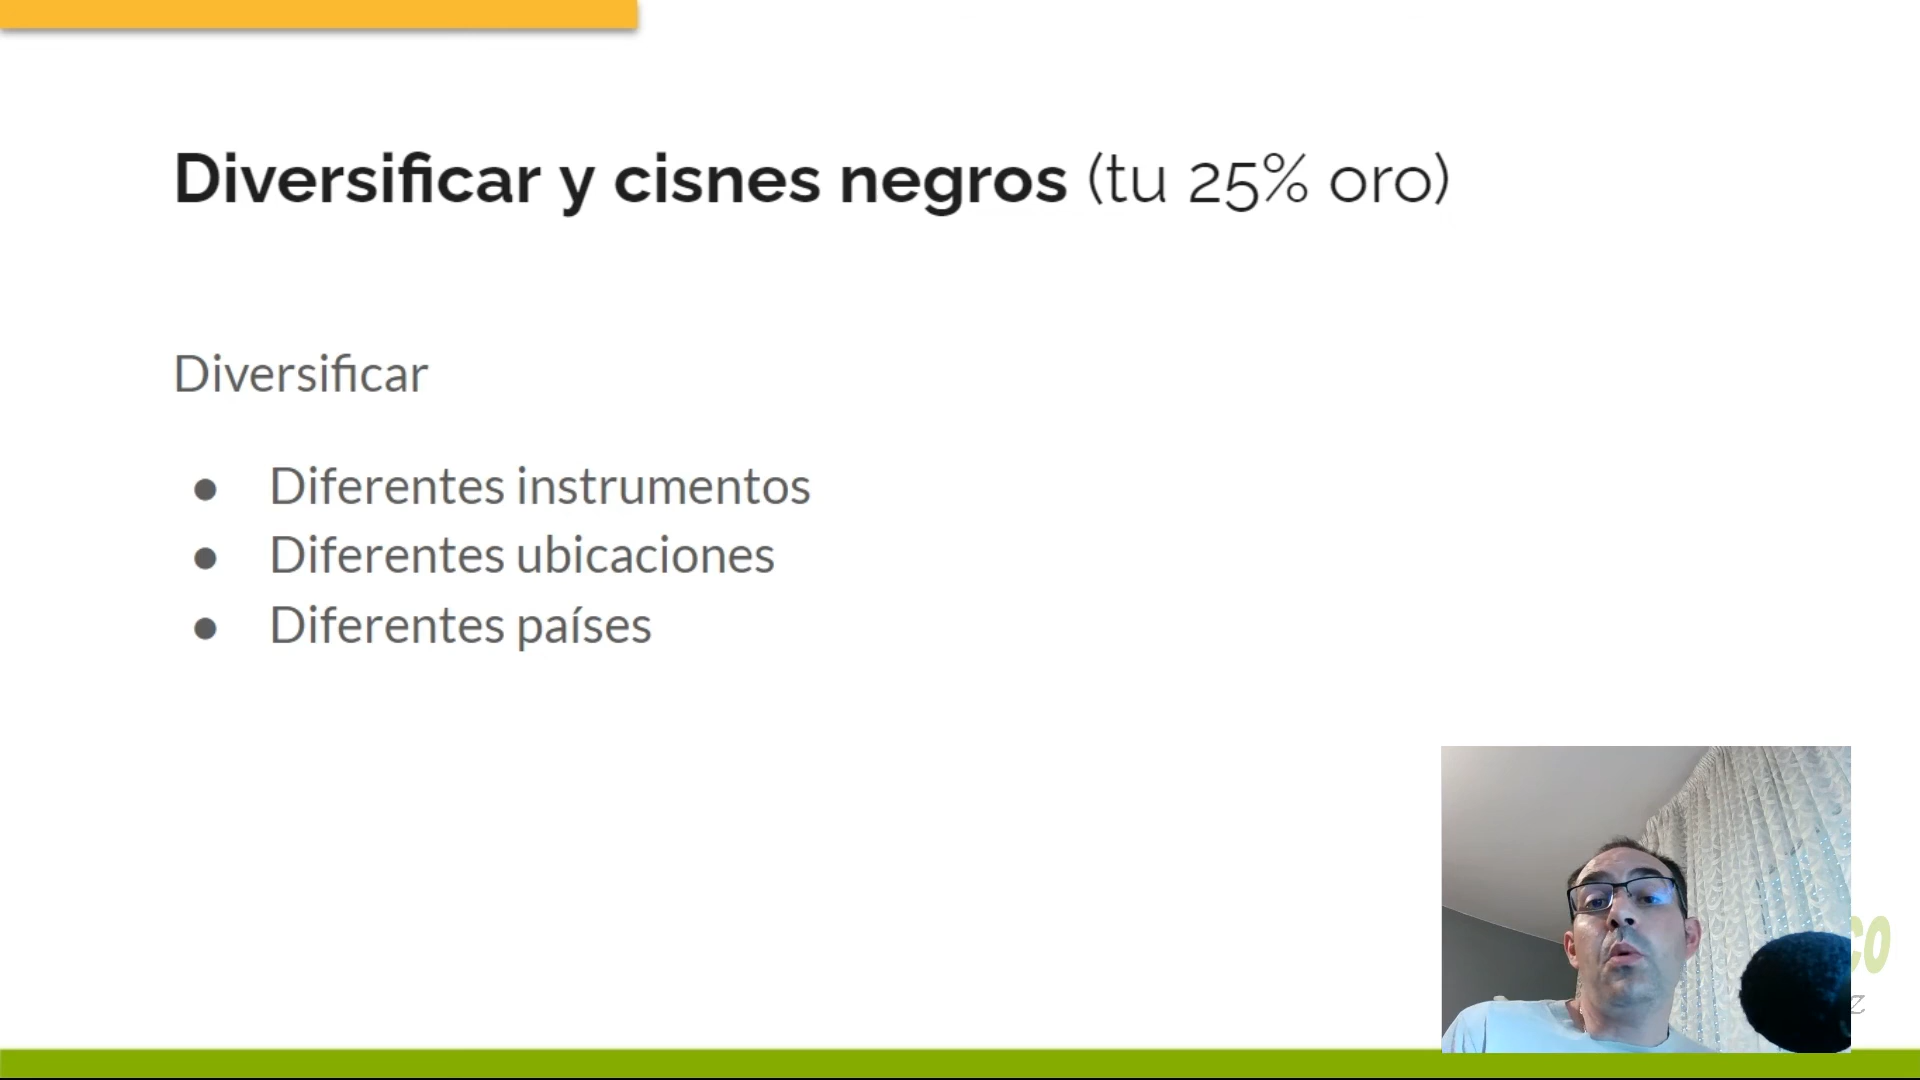 Diversificar y cisnes negros (tu 25% oro)
Diversificar
● Diferentes instrumentos
● Diferentes ubicaciones
● Diferentes países